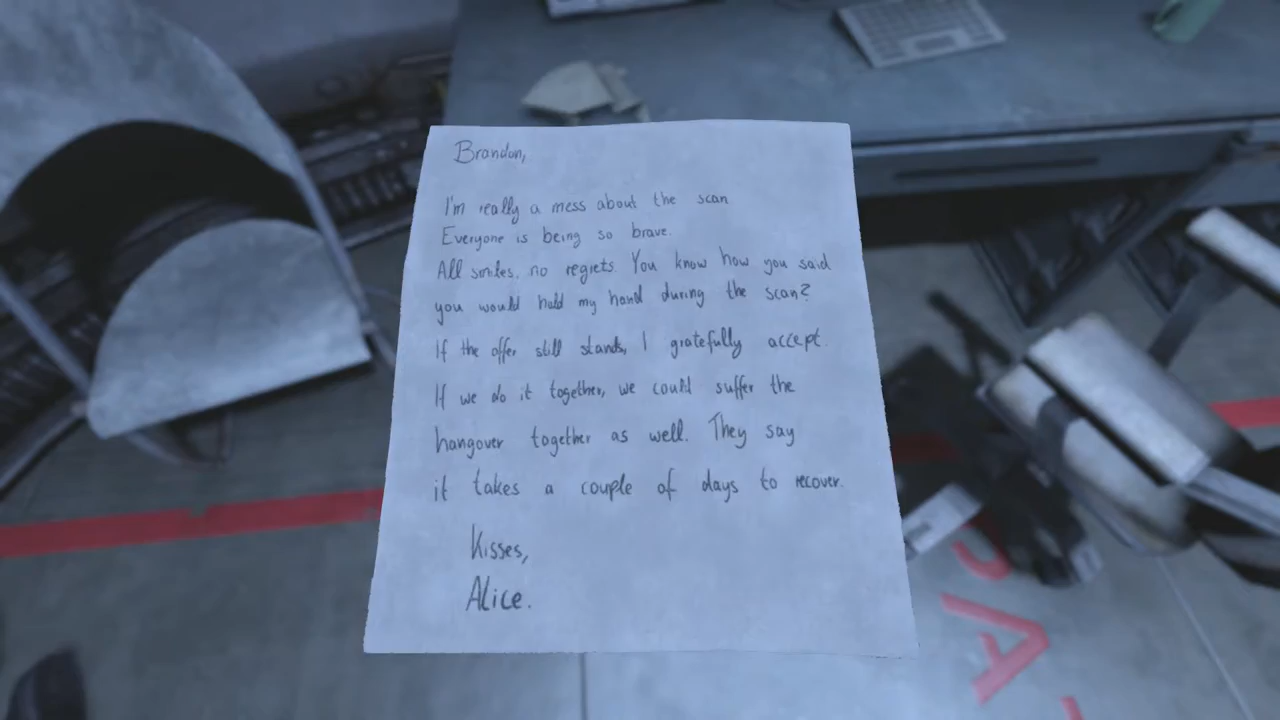 Brandon,
I'm really a mess about the scan
Everyone is being so brave.
All smiles, no regrets. You know how you said
you would hold my hand during the scan?
If the offer still stands, I gratefully accept.
If we do it together, we could suffer the
hangover together as well. They say
it takes a couple of days to recover.
Kisses,
Alice.